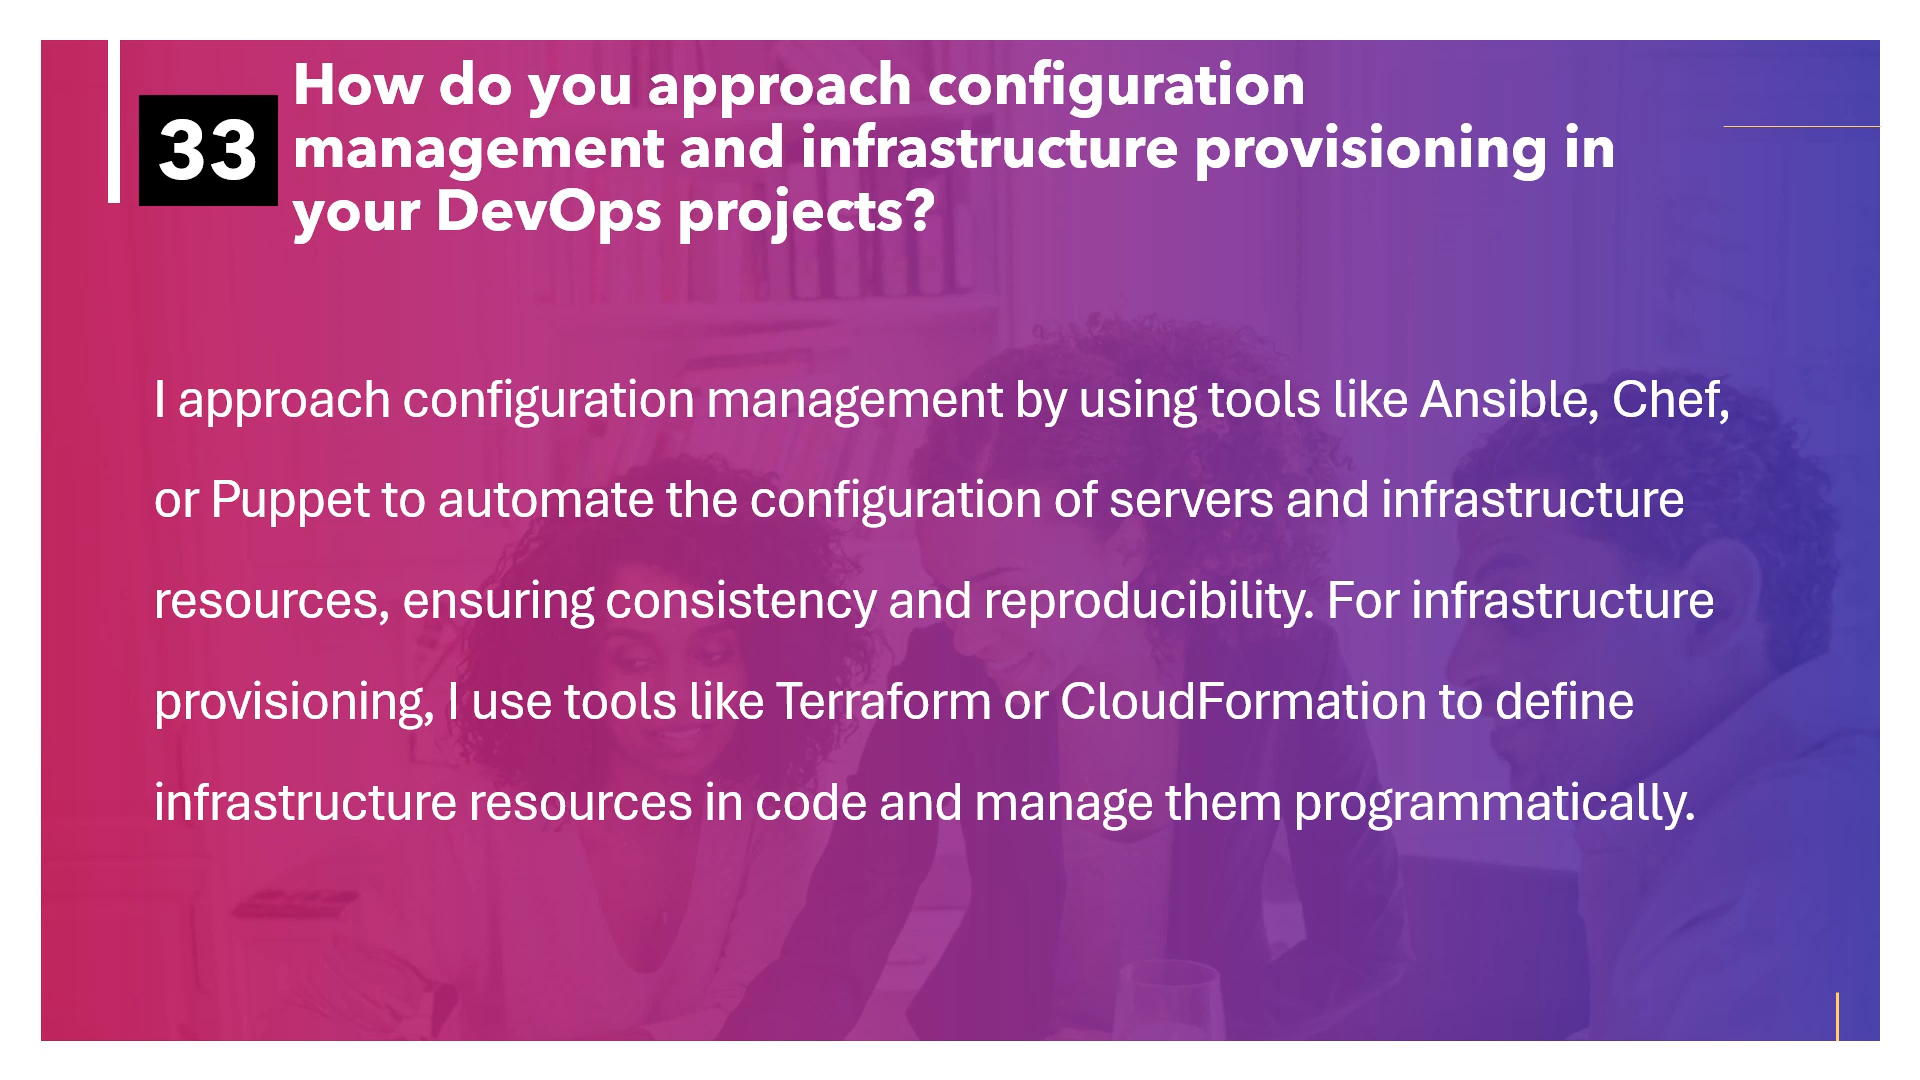 33
How do you approach configuration
management and infrastructure provisioning in
your DevOps projects?
I approach configuration management by using tools like Ansible, Chef,
or Puppet to automate the configuration of servers and infrastructure
resources, ensuring consistency and reproducibility. For infrastructure
provisioning, I use tools like Terraform or CloudFormation to define
infrastructure resources in code and manage them programmatically.